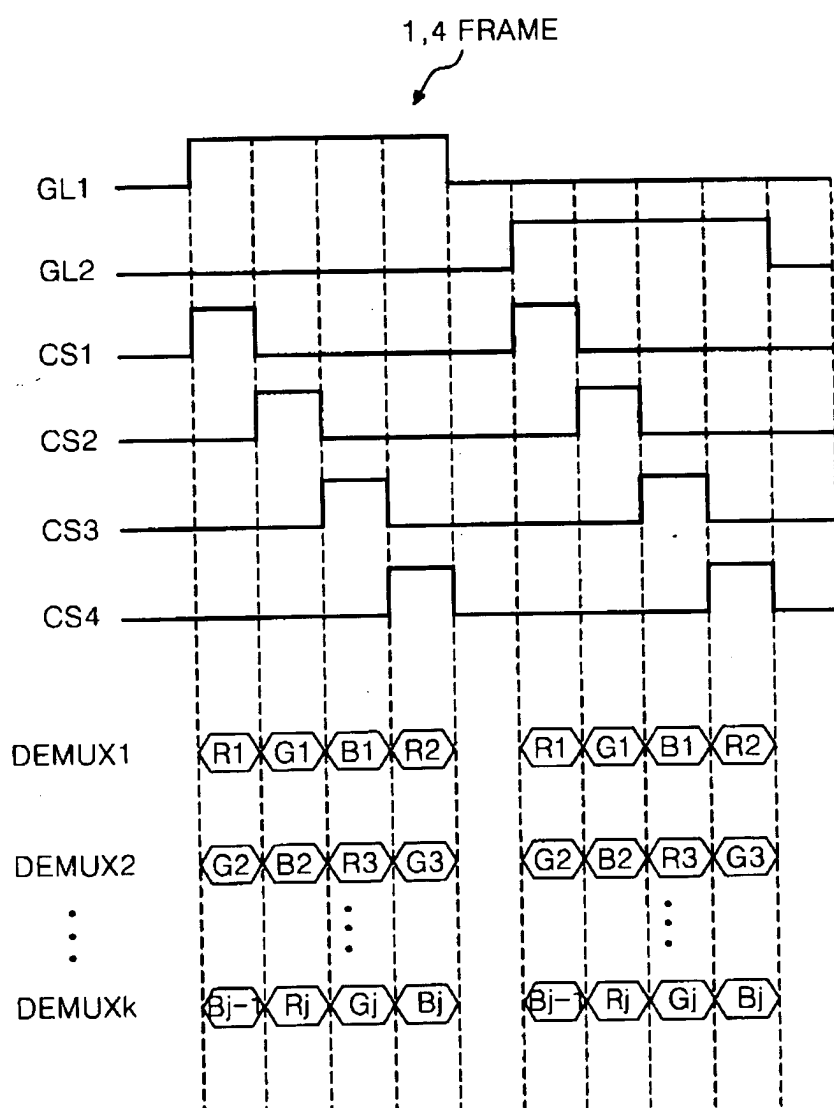 1,4 FRAME
GL1
GL2
CS1
CS2
CS3
CS4
DEMUX1 R1 G1 B1 R2 R1 G1 B1 R2
DEMUX2 G2 B2 R3 G3 G2 B2 R3 G3
DEMUXk Bj-1 Rj Gj Bj Bj-1 Rj Gj Bj